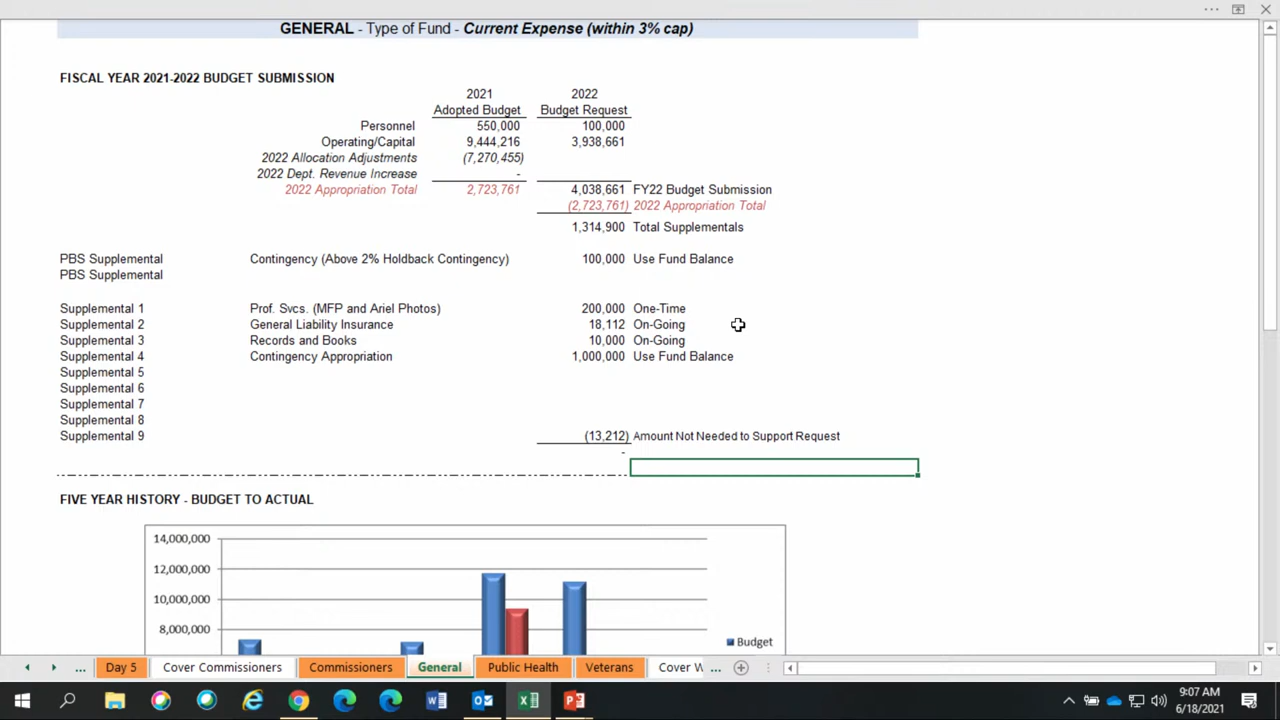 GENERAL - Type of Fund - Current Expense (within 3% cap)
FISCAL YEAR 2021-2022 BUDGET SUBMISSION
2021 2022
Adopted Budget Budget Request
Personnel 550,000 100,000
Operating/Capital 9,444,216 3,938,661
2022 Allocation Adjustments (7,270,455)
2022 Dept. Revenue Increase -
2022 Appropriation Total 2,723,761 4,038,661 FY22 Budget Submission
(2,723,761) 2022 Appropriation Total
1,314,900 Total Supplementals
PBS Supplemental Contingency (Above 2% Holdback Contingency) 100,000 Use Fund Balance
PBS Supplemental
Supplemental 1 Prof. Svcs. (MFP and Ariel Photos) 200,000 One-Time
Supplemental 2 General Liability Insurance 18,112 On-Going
Supplemental 3 Records and Books 10,000 On-Going
Supplemental 4 Contingency Appropriation 1,000,000 Use Fund Balance
Supplemental 5
Supplemental 6
Supplemental 7
Supplemental 8
Supplemental 9 (13,212) Amount Not Needed to Support Request
-
FIVE YEAR HISTORY - BUDGET TO ACTUAL
14,000,000
12,000,000
10,000,000
8,000,000
Budget
... Day 5 Cover Commissioners Commissioners General Public Health Veterans Cover W ...
9:07 AM
6/18/2021